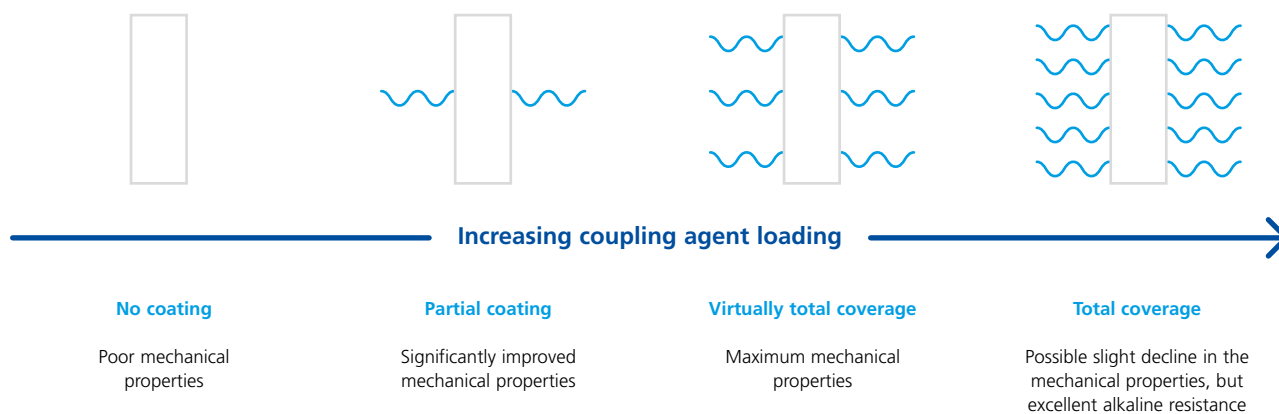 Increasing coupling agent loading
No coating
Poor mechanical
properties
Partial coating
Significantly improved
mechanical properties
Virtually total coverage
Maximum mechanical
properties
Total coverage
Possible slight decline in the
mechanical properties, but
excellent alkaline resistance